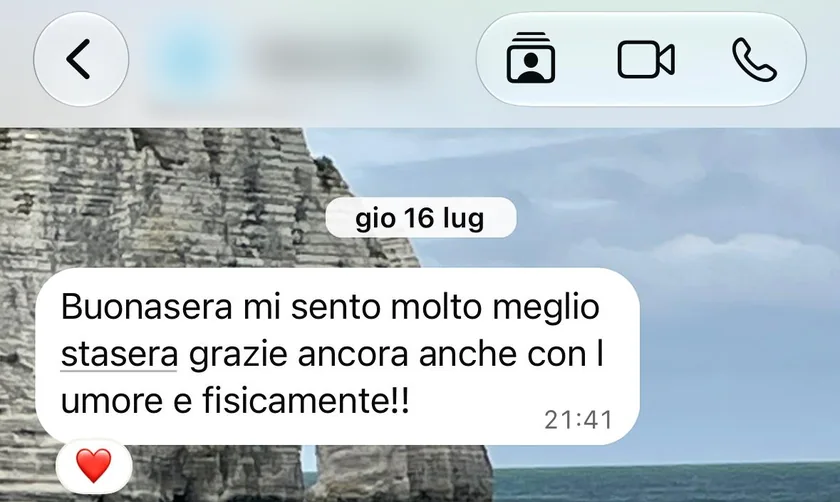 gio 16 lug
Buonasera mi sento molto meglio
stasera grazie ancora anche con l
umore e fisicamente!!
21:41